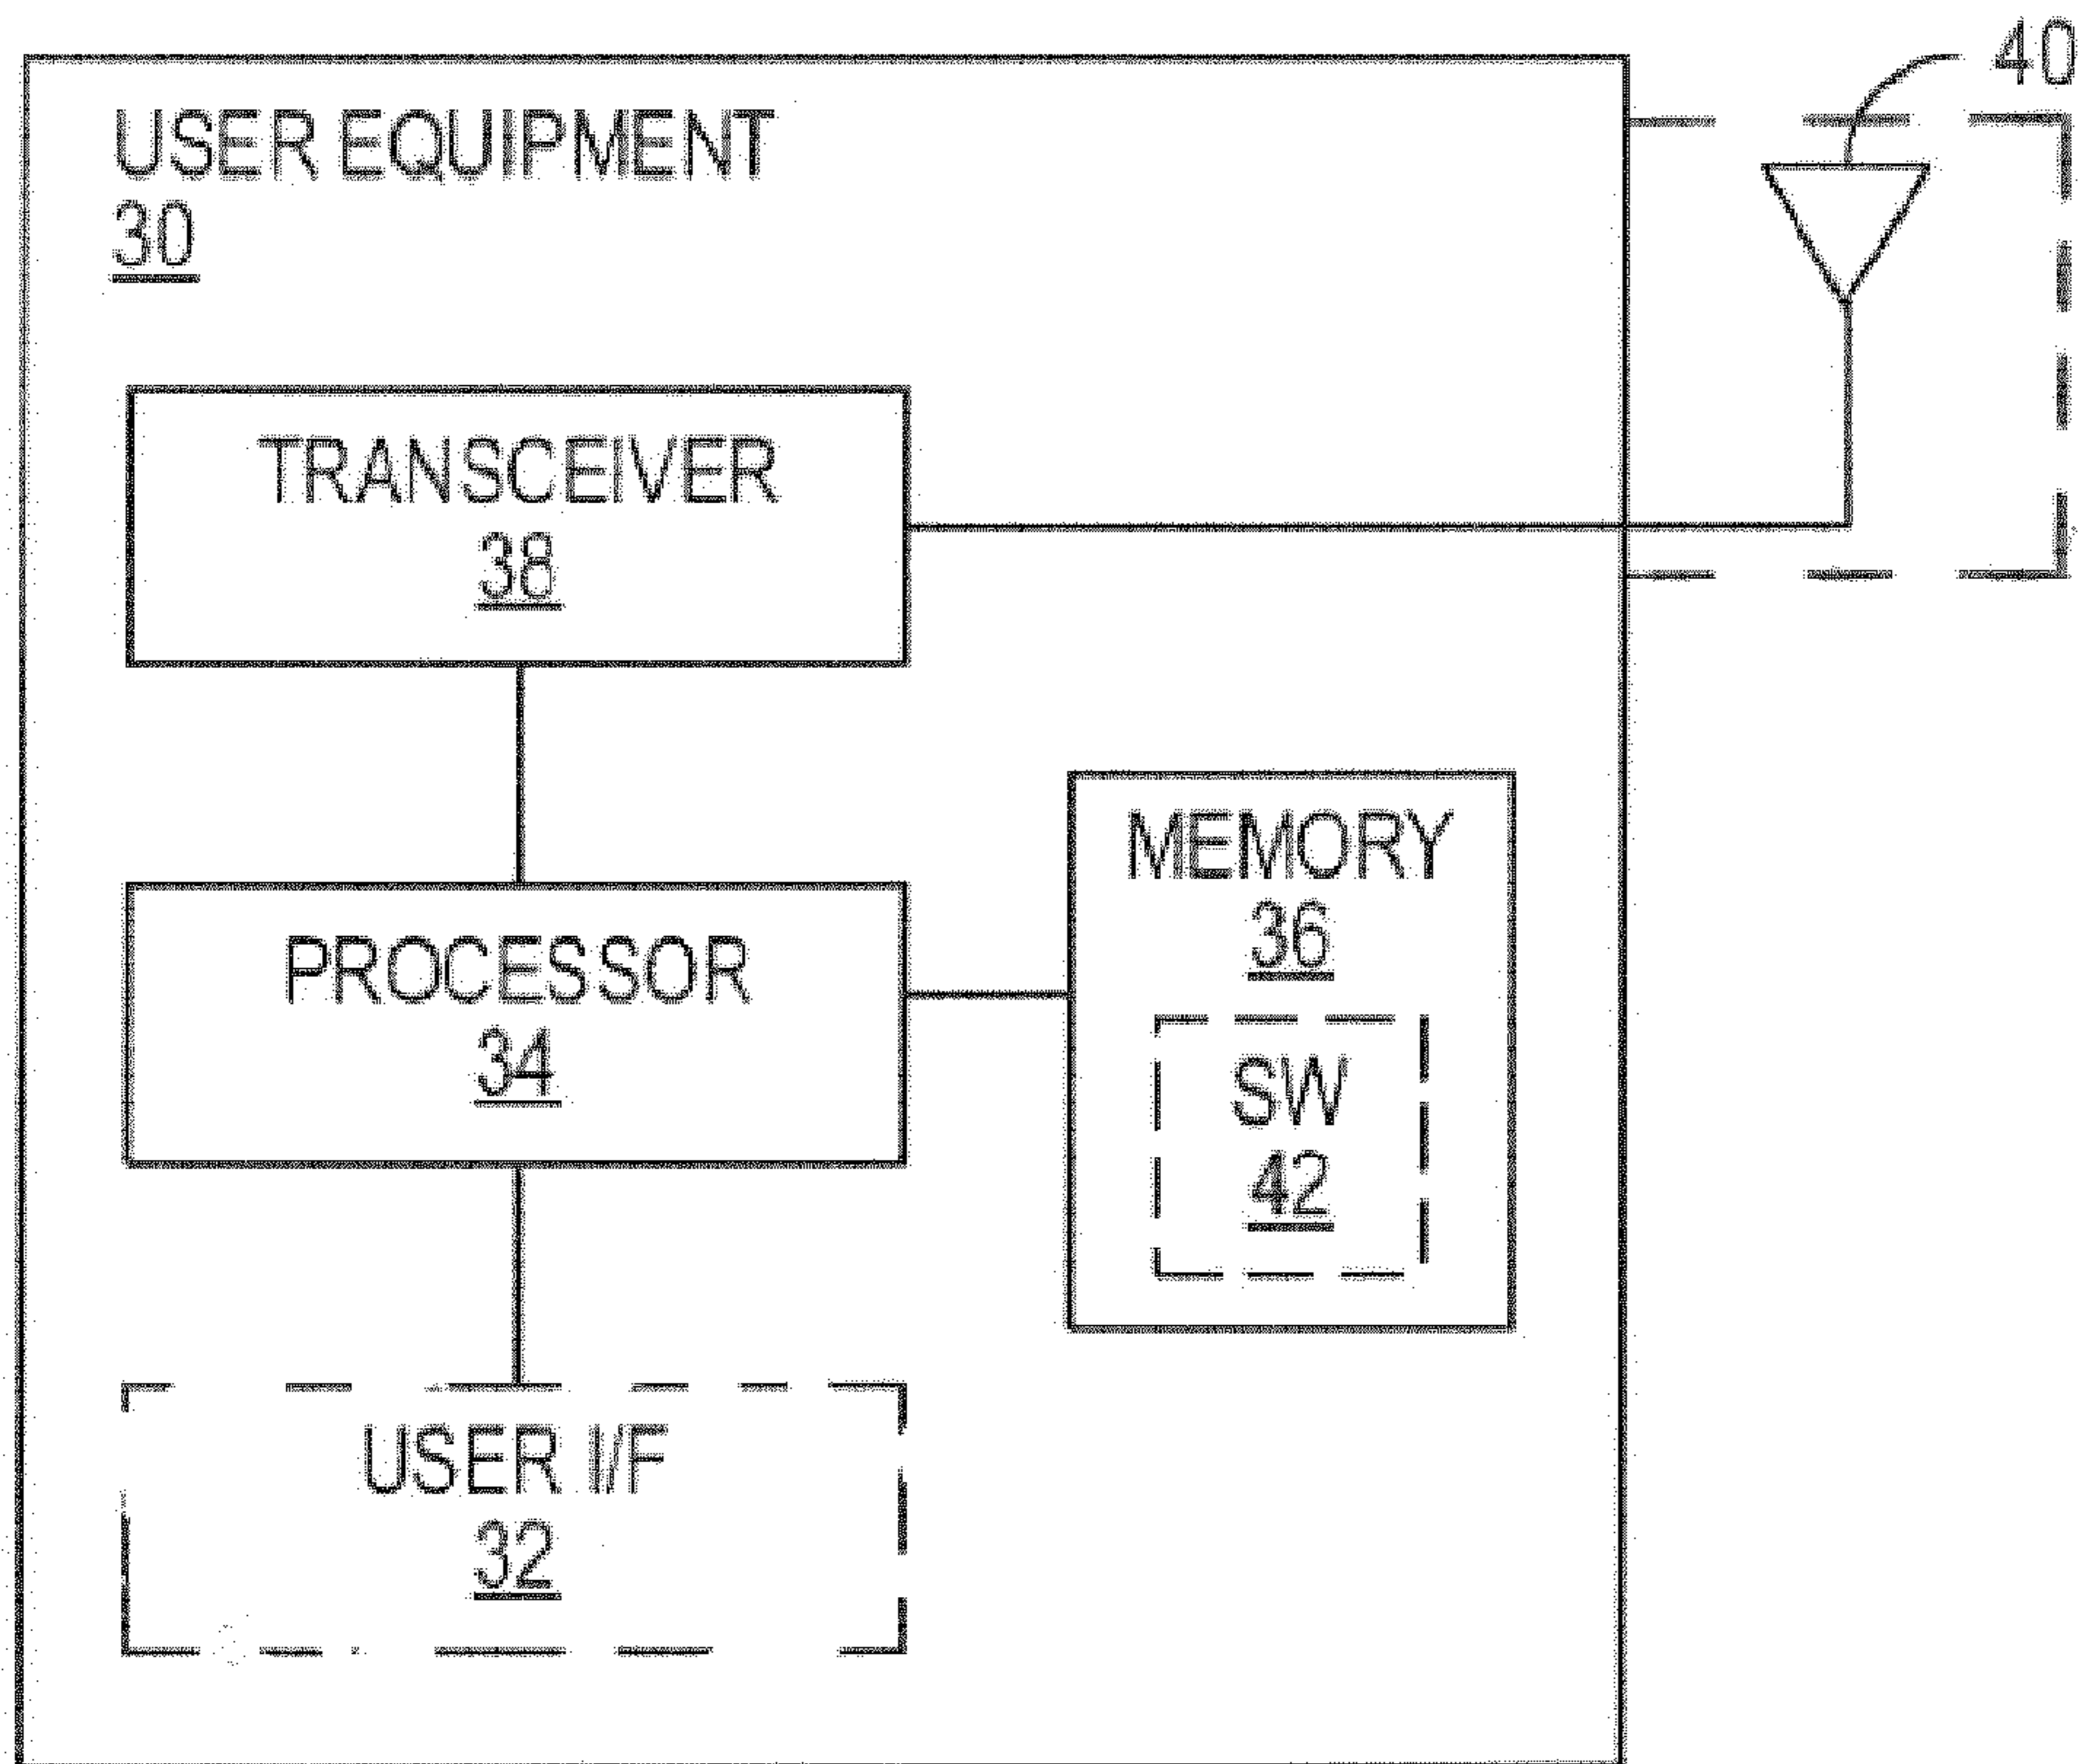 40
USER EQUIPMENT
30
TRANSCEIVER
38
MEMORY
36
PROCESSOR
34
SW
42
USER I/F
32